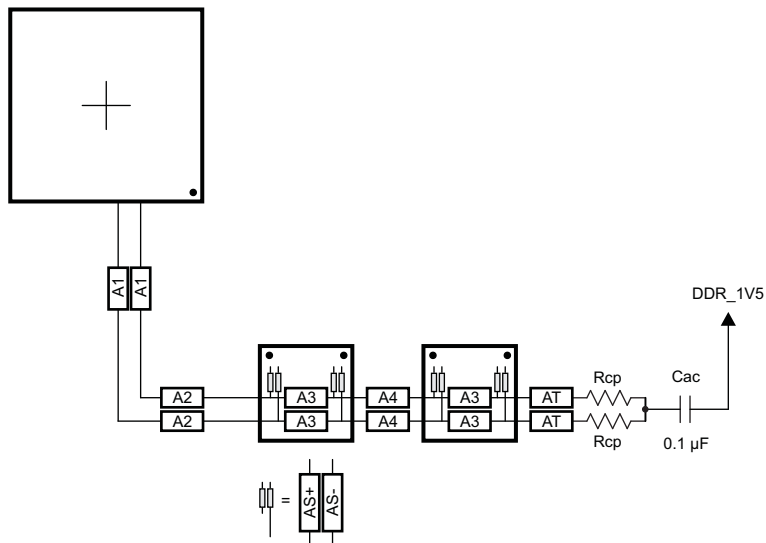 A1 A1
DDR_1V5
Rcp
Cac
A2 A3 A4 A3 AT
A2 A3 A4 A3 AT
Rcp
0.1 µF
= AS+ AS-